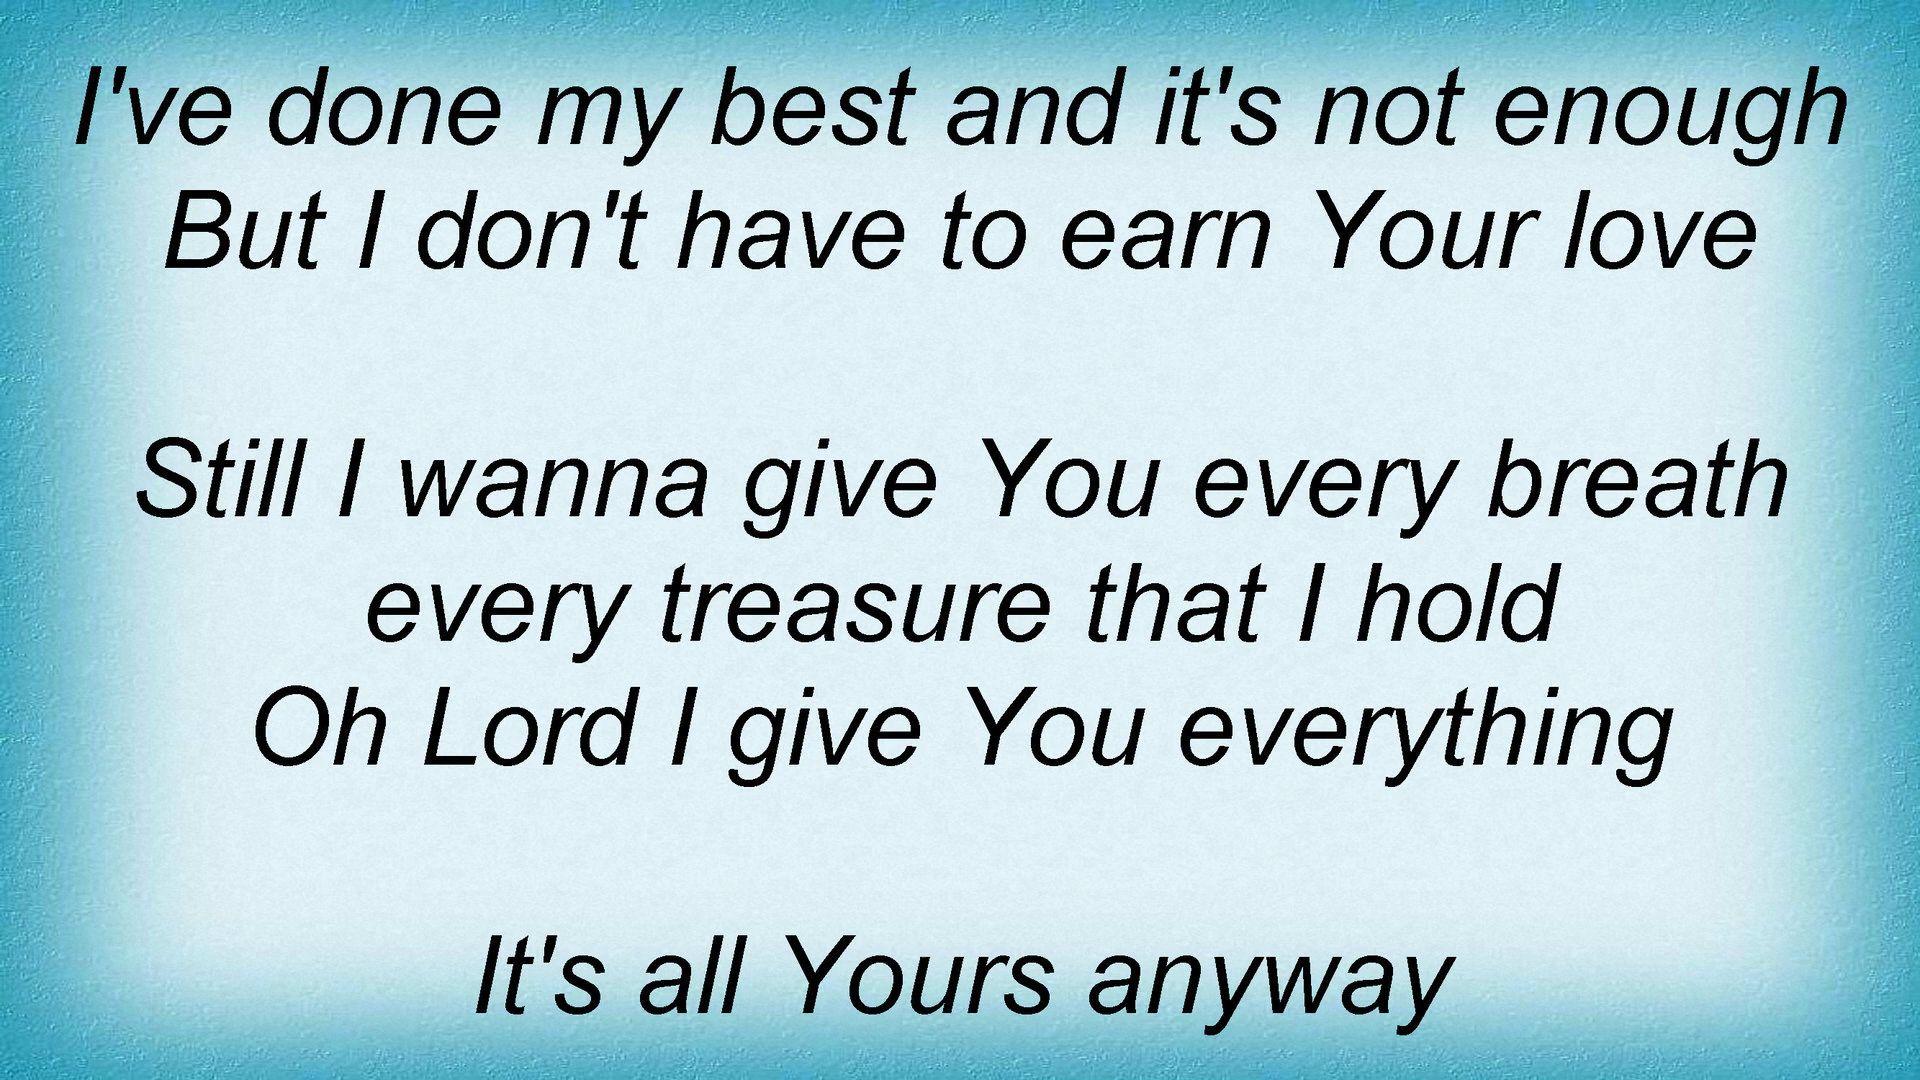 I've done my best and it's not enough
But I don't have to earn Your love
Still I wanna give You every breath
every treasure that I hold
Oh Lord I give You everything
It's all Yours anyway